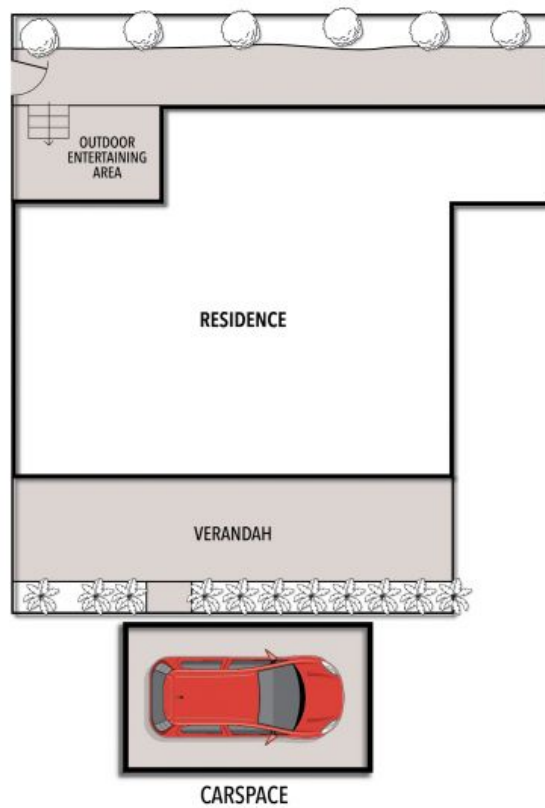 OUTDOOR
ENTERTAINING
AREA
RESIDENCE
VERANDAH
CARSPACE